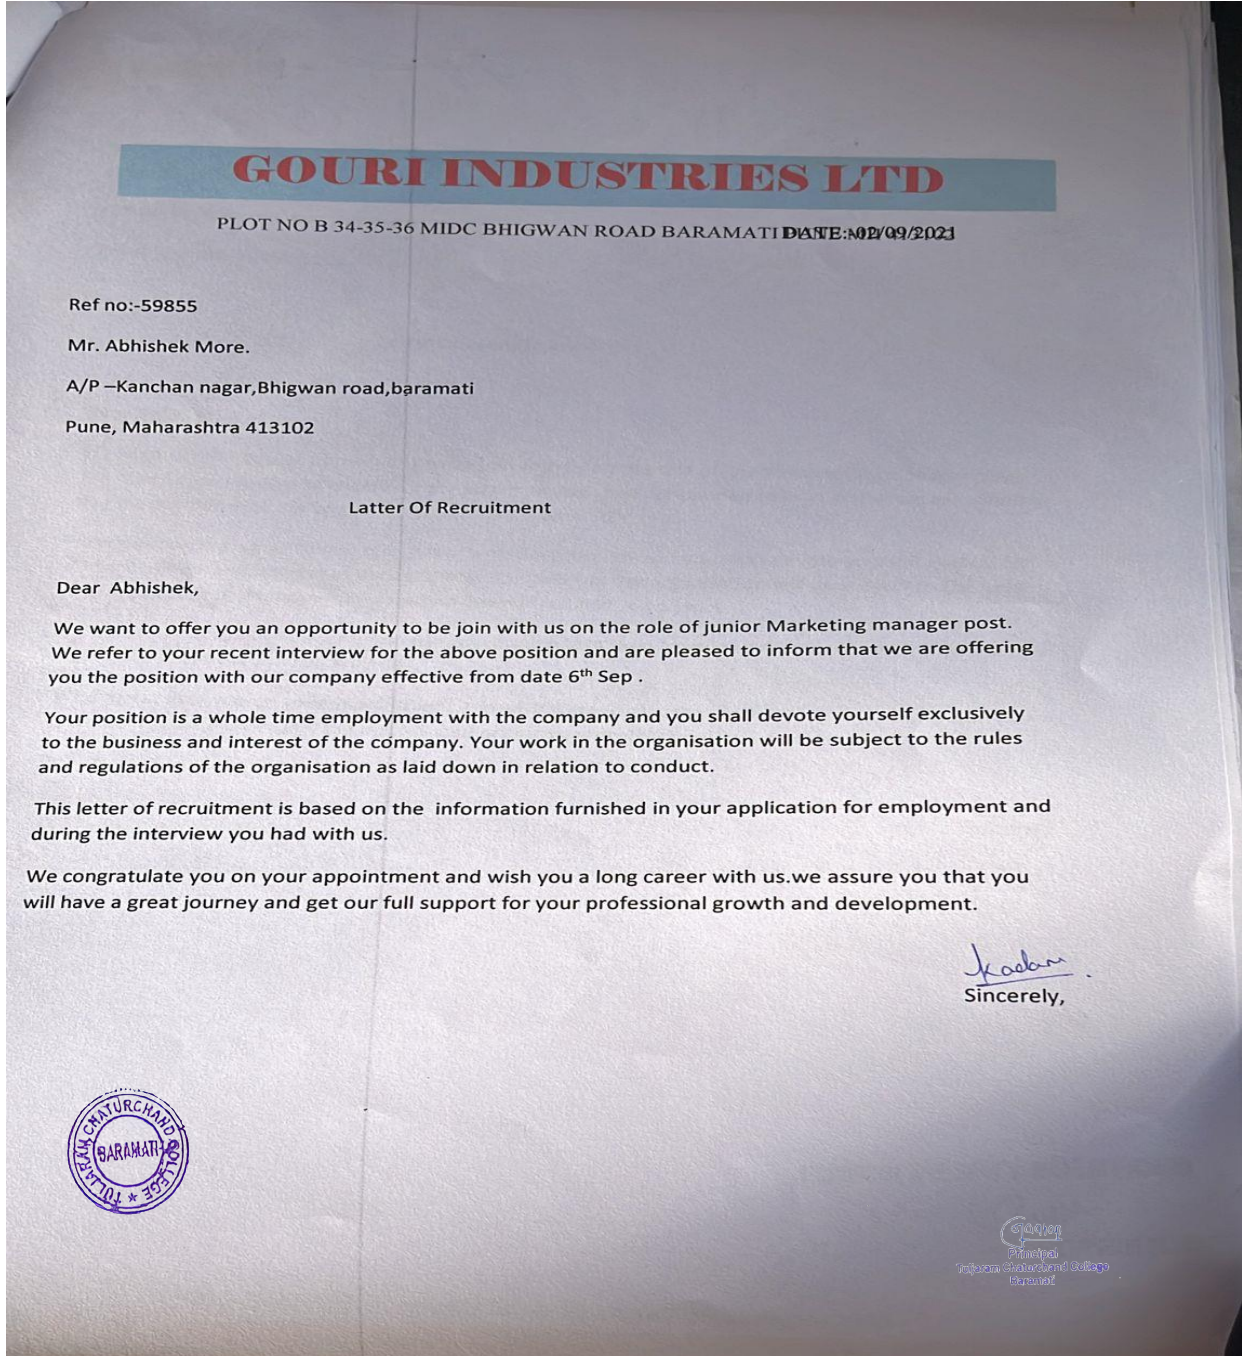 GOURI INDUSTRIES LTD
PLOT NO B 34-35-36 MIDC BHIGWAN ROAD BARAMATI DATE:-02/09/2021
Ref no:-59855
Mr. Abhishek More.
A/P –Kanchan nagar,Bhigwan road,baramati
Pune, Maharashtra 413102
Latter Of Recruitment
Dear  Abhishek,
We want to offer you an opportunity to be join with us on the role of junior Marketing manager post.
We refer to your recent interview for the above position and are pleased to inform that we are offering
you the position with our company effective from date 6th Sep .
Your position is a whole time employment with the company and you shall devote yourself exclusively
to the business and interest of the company. Your work in the organisation will be subject to the rules
and regulations of the organisation as laid down in relation to conduct.
This letter of recruitment is based on the  information furnished in your application for employment and
during the interview you had with us.
We congratulate you on your appointment and wish you a long career with us.we assure you that you
will have a great journey and get our full support for your professional growth and development.
Kadam
Sincerely,
TULJARAM CHATURCHAND COLLEGE
BARAMATI
Principal
Tuljaram Chaturchand College
Baramati